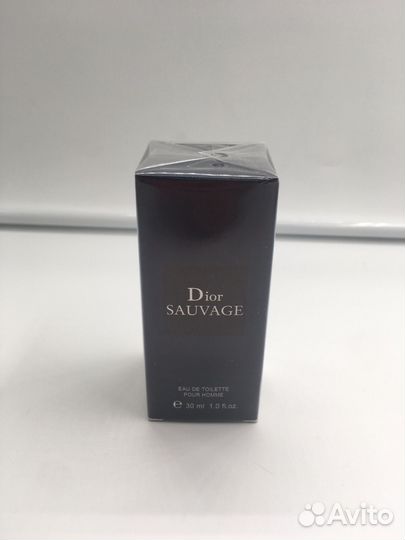 Dior
SAUVAGE
EAU DE TOILETTE
POUR HOMME
e 30 ml 1.0 fl.oz.
Avito